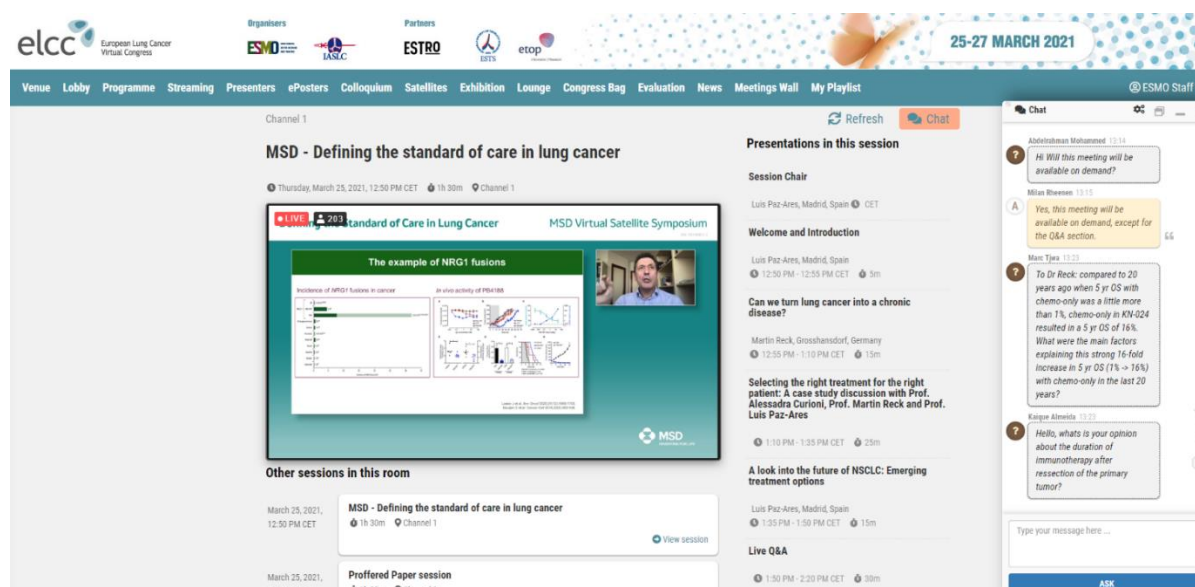 elcc
European Lung Cancer
Virtual Congress
Organisers
ESMO
IASLC
Partners
ESTRO
ESTS
etop
25-27 MARCH 2021
Venue Lobby Programme Streaming Presenters ePosters Colloquium Satellites Exhibition Lounge Congress Bag Evaluation News Meetings Wall My Playlist
ESMO Staff
Channel 1
Refresh
Chat
MSD - Defining the standard of care in lung cancer
Thursday, March 25, 2021, 12:50 PM CET 1h 30m Channel 1
LIVE 203
Standard of Care in Lung Cancer
MSD Virtual Satellite Symposium
The example of NRG1 fusions
Incidence of NRG1 fusions in cancer
In vivo activity of PB4188
MSD
Other sessions in this room
March 25, 2021,
12:50 PM CET
MSD - Defining the standard of care in lung cancer
1h 30m Channel 1
View session
March 25, 2021,
Proffered Paper session
Presentations in this session
Session Chair
Luis Paz-Ares, Madrid, Spain CET
Welcome and Introduction
Luis Paz-Ares, Madrid, Spain
12:50 PM - 12:55 PM CET 5m
Can we turn lung cancer into a chronic
disease?
Martin Reck, Grosshansdorf, Germany
12:55 PM - 1:10 PM CET 15m
Selecting the right treatment for the right
patient: A case study discussion with Prof.
Alessadra Curioni, Prof. Martin Reck and Prof.
Luis Paz-Ares
1:10 PM - 1:35 PM CET 25m
A look into the future of NSCLC: Emerging
treatment options
Luis Paz-Ares, Madrid, Spain
1:35 PM - 1:50 PM CET 15m
Live Q&A
1:50 PM - 2:20 PM CET 30m
Chat
Abdelrahman Mohammed 13:14
?
Hi Will this meeting will be
available on demand?
Milan Rheenen 13:15
A
Yes, this meeting will be
available on demand, except for
the Q&A section.
Marc Tjwa 13:23
?
To Dr Reck: compared to 20
years ago when 5 yr OS with
chemo-only was a little more
than 1%, chemo-only in KN-024
resulted in a 5 yr OS of 16%.
What were the main factors
explaining this strong 16-fold
increase in 5 yr OS (1% -> 16%)
with chemo-only in the last 20
years?
Kaique Almeida 13:23
?
Hello, whats is your opinion
about the duration of
immunotherapy after
ressection of the primary
tumor?
Type your message here ...
ASK